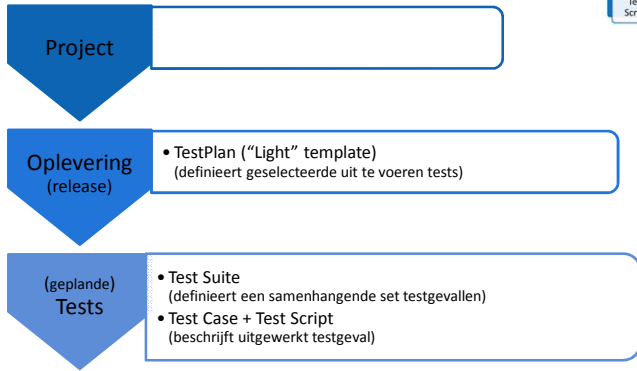 Project
Oplevering
(release)
• TestPlan (“Light” template)
(definieert geselecteerde uit te voeren tests)
(geplande)
Tests
• Test Suite
(definieert een samenhangende set testgevallen)
• Test Case + Test Script
(beschrijft uitgewerkt testgeval)